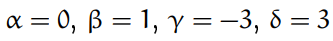 α = 0, β = 1, γ = −3, δ = 3